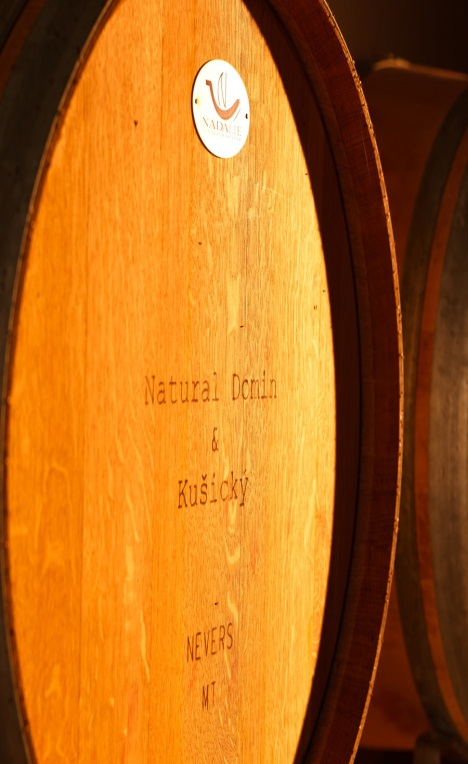 NADALIÉ
Natural Domin
&
Kušický
NEVERS
MT